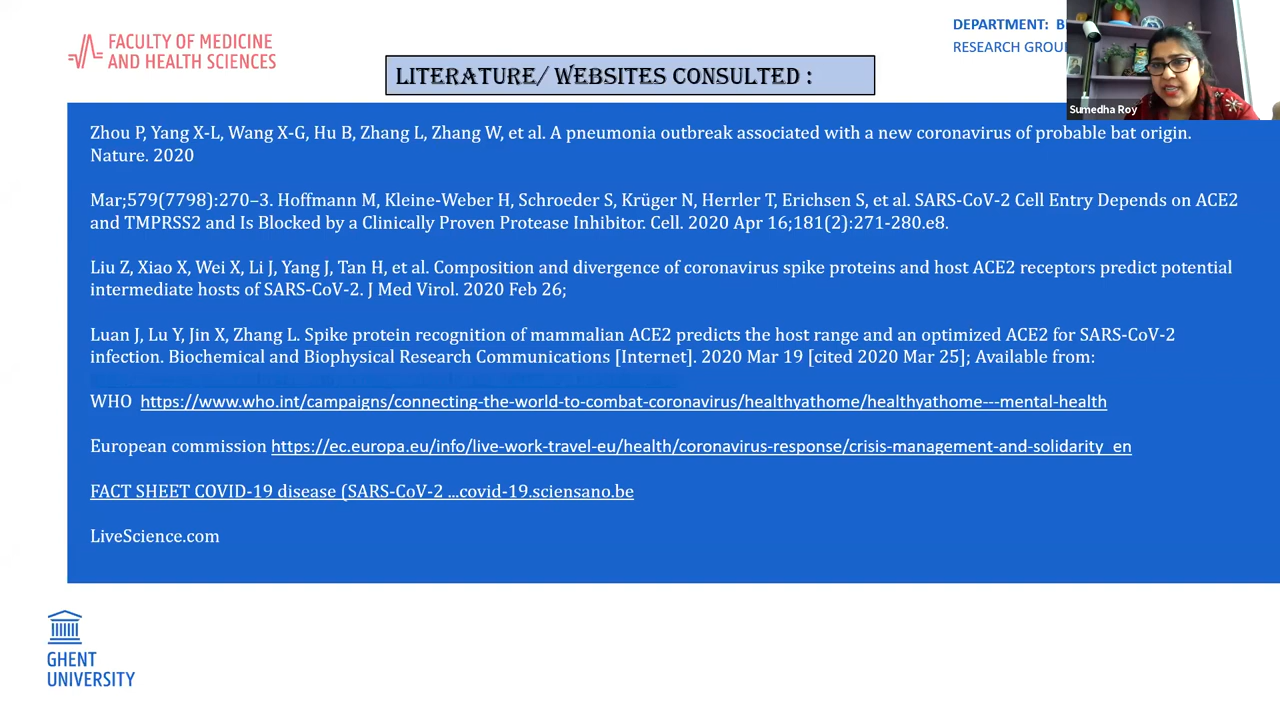 FACULTY OF MEDICINE
AND HEALTH SCIENCES
DEPARTMENT: B
RESEARCH GROU
LITERATURE/ WEBSITES CONSULTED :
Sumedha Roy
Zhou P, Yang X-L, Wang X-G, Hu B, Zhang L, Zhang W, et al. A pneumonia outbreak associated with a new coronavirus of probable bat origin.
Nature. 2020
Mar;579(7798):270–3. Hoffmann M, Kleine-Weber H, Schroeder S, Krüger N, Herrler T, Erichsen S, et al. SARS-CoV-2 Cell Entry Depends on ACE2
and TMPRSS2 and Is Blocked by a Clinically Proven Protease Inhibitor. Cell. 2020 Apr 16;181(2):271-280.e8.
Liu Z, Xiao X, Wei X, Li J, Yang J, Tan H, et al. Composition and divergence of coronavirus spike proteins and host ACE2 receptors predict potential
intermediate hosts of SARS-CoV-2. J Med Virol. 2020 Feb 26;
Luan J, Lu Y, Jin X, Zhang L. Spike protein recognition of mammalian ACE2 predicts the host range and an optimized ACE2 for SARS-CoV-2
infection. Biochemical and Biophysical Research Communications [Internet]. 2020 Mar 19 [cited 2020 Mar 25]; Available from:
WHO https://www.who.int/campaigns/connecting-the-world-to-combat-coronavirus/healthyathome/healthyathome---mental-health
European commission https://ec.europa.eu/info/live-work-travel-eu/health/coronavirus-response/crisis-management-and-solidarity_en
FACT SHEET COVID-19 disease (SARS-CoV-2 ...covid-19.sciensano.be
LiveScience.com
GHENT
UNIVERSITY